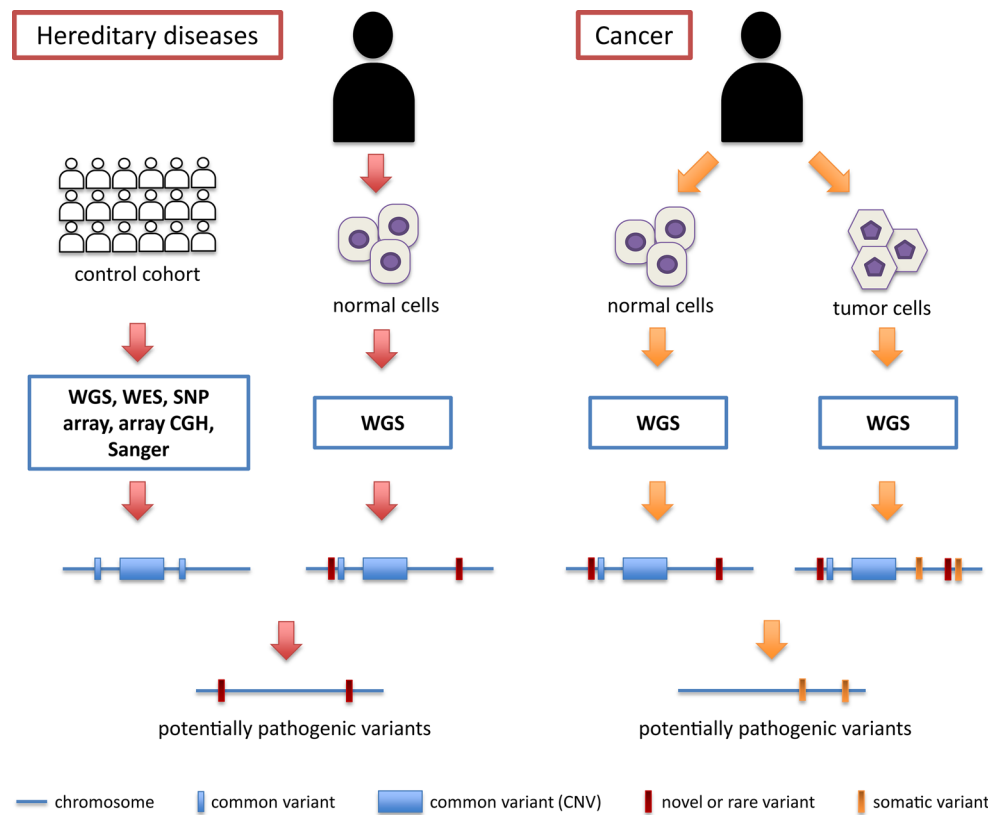 Hereditary diseases
Cancer
control cohort
normal cells
normal cells
tumor cells
WGS, WES, SNP
array, array CGH,
Sanger
WGS
WGS
WGS
potentially pathogenic variants
potentially pathogenic variants
chromosome
common variant
common variant (CNV)
novel or rare variant
somatic variant